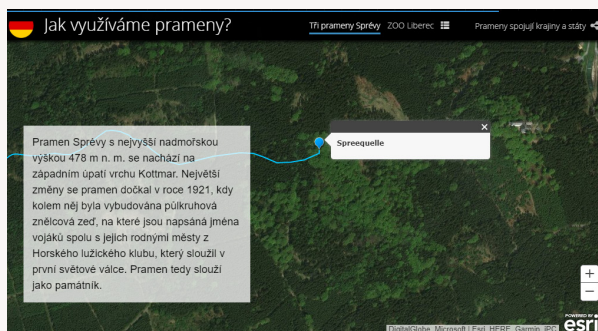 Jak využíváme prameny?
Tři prameny Sprévy ZOO Liberec Prameny spojují krajiny a státy
Spreequelle
Pramen Sprévy s nejvyšší nadmořskou
výškou 478 m n. m. se nachází na
západním úpatí vrchu Kottmar. Největší
změny se pramen dočkal v roce 1921, kdy
kolem něj byla vybudována půlkruhová
znělcová zeď, na které jsou napsáná jména
vojáků spolu s jejich rodnými městy z
Horského lužického klubu, který sloužil v
první světové válce. Pramen tedy slouží
jako památník.
DigitalGlobe, Microsoft | Esri, HERE, Garmin, iPC
POWERED BY
esri